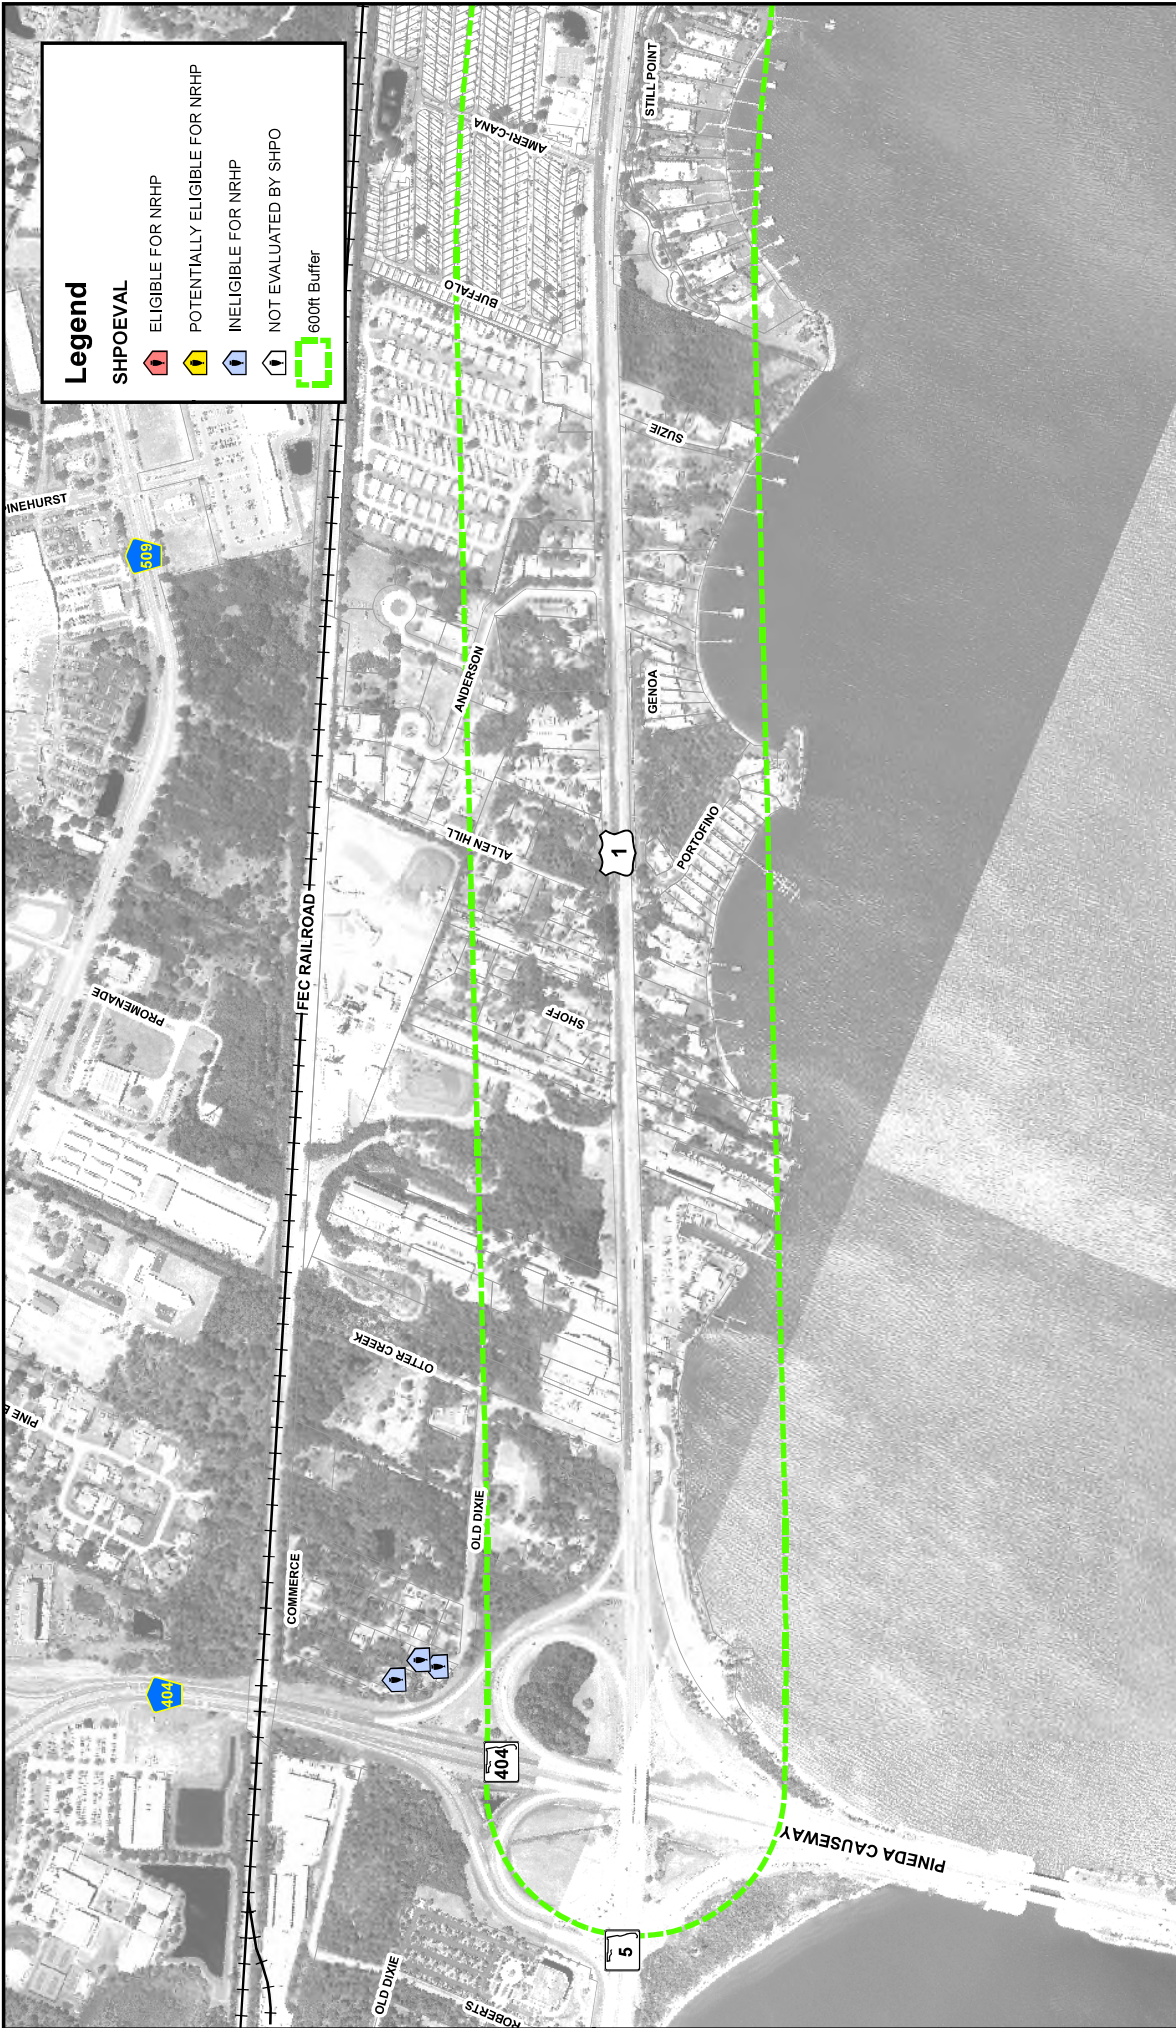 Legend
SHPOEVAL
ELIGIBLE FOR NRHP
POTENTIALLY ELIGIBLE FOR NRHP
INELIGIBLE FOR NRHP
NOT EVALUATED BY SHPO
600ft Buffer
509
FEC RAILROAD
PROMENADE
404
COMMERCE
OLD DIXIE
OTTER CREEK
SHOFF
ALLEN HILL
ANDERSON
BUFFALO
AMERI-CANA
STILL POINT
SUZIE
GENOA
PORTOFINO
1
OLD DIXIE
ROBERTS
404
5
PINEDA CAUSEWAY